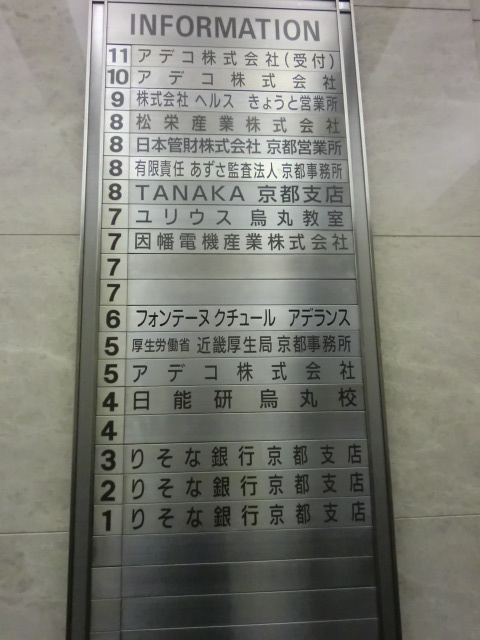 INFORMATION
11 アデコ株式会社(受付)
10 アデコ株式会社
9 株式会社 ヘルス きょうと営業所
8 松栄産業株式会社
8 日本管財株式会社 京都営業所
8 有限責任 あずさ監査法人 京都事務所
8 TANAKA 京都支店
7 ユリウス 烏丸教室
7 因幡電機産業株式会社
7
7
6 フォンテーヌ クチュール アデランス
5 厚生労働省 近畿厚生局 京都事務所
5 アデコ株式会社
4 日能研烏丸校
4
3 りそな銀行京都支店
2 りそな銀行京都支店
1 りそな銀行京都支店